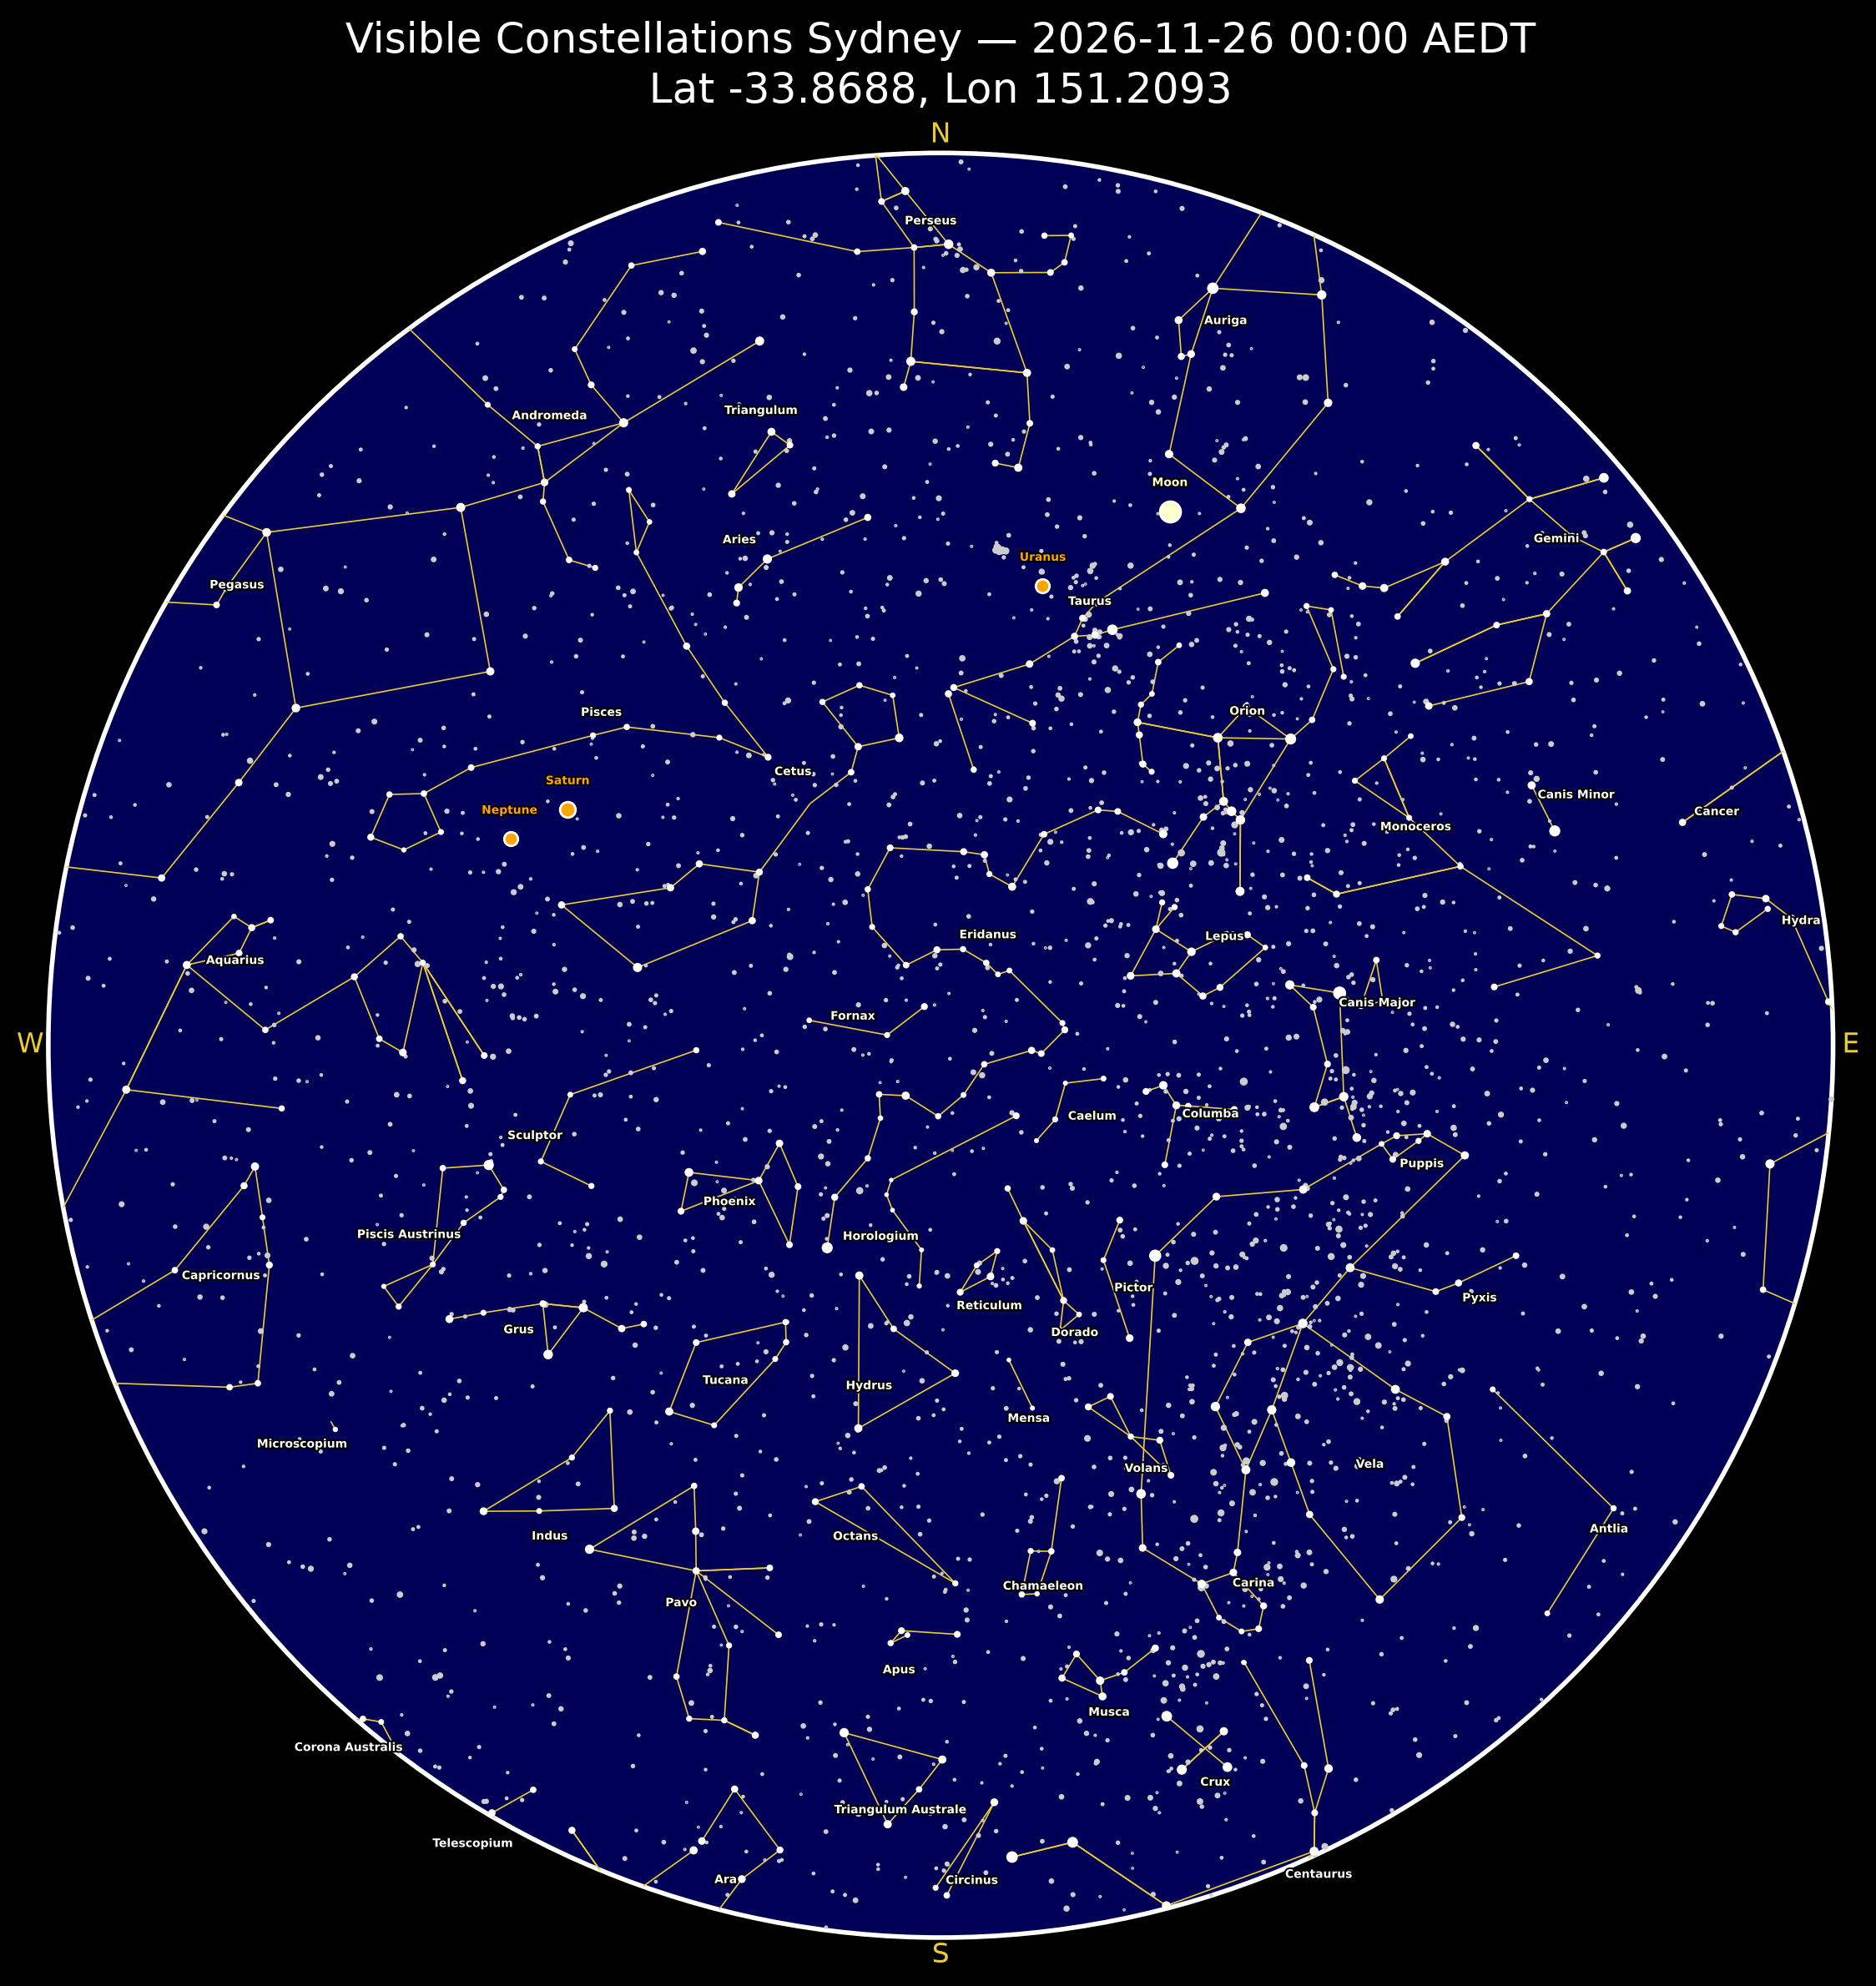 Visible Constellations Sydney — 2026-11-26 00:00 AEDT
Lat -33.8688, Lon 151.2093
N
Perseus
Auriga
Triangulum
Andromeda
Moon
Gemini
Aries
Uranus
Pegasus
Taurus
Orion
Pisces
Cetus
Saturn
Canis Minor
Neptune
Cancer
Monoceros
Hydra
Eridanus
Lepus
Aquarius
Canis Major
Fornax
W
E
Columba
Caelum
Sculptor
Puppis
Phoenix
Piscis Austrinus
Horologium
Capricornus
Pictor
Pyxis
Reticulum
Grus
Dorado
Tucana
Hydrus
Mensa
Microscopium
Vela
Volans
Antlia
Indus
Octans
Carina
Chamaeleon
Pavo
Apus
Musca
Corona Australis
Crux
Triangulum Australe
Telescopium
Centaurus
Ara
Circinus
S